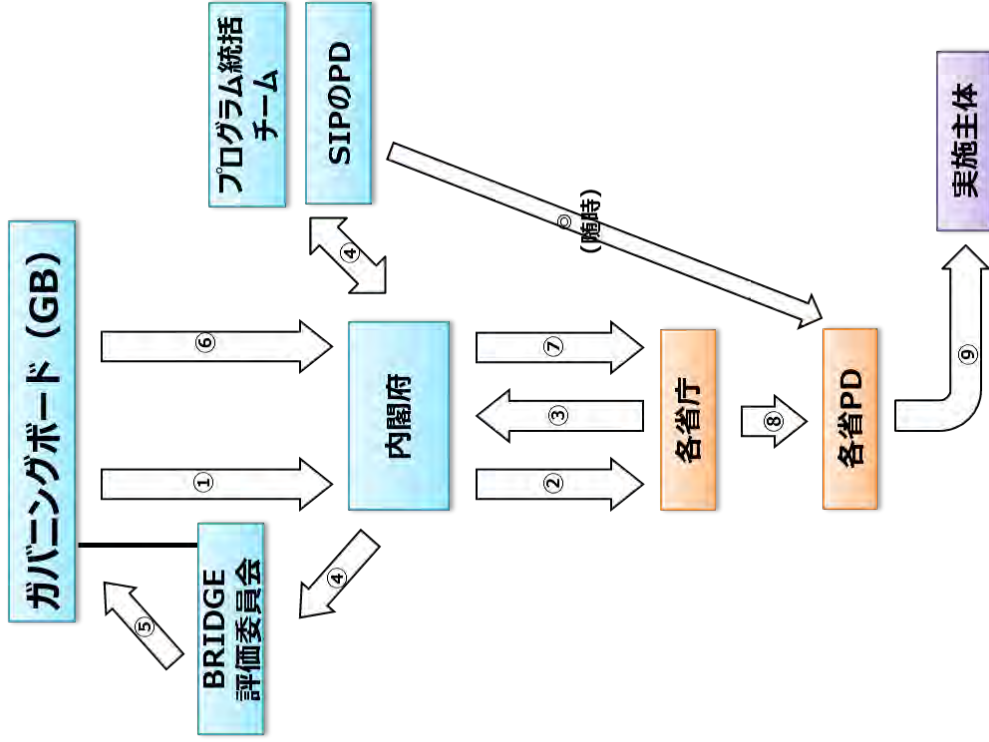 ガバニングボード（GB）
プログラム統括
チーム
SIPのPD
④
①
⑥
⑤
BRIDGE
評価委員会
④
内閣府
②
③
⑦
◎
（随時）
各省庁
⑧
各省PD
⑨
実施主体